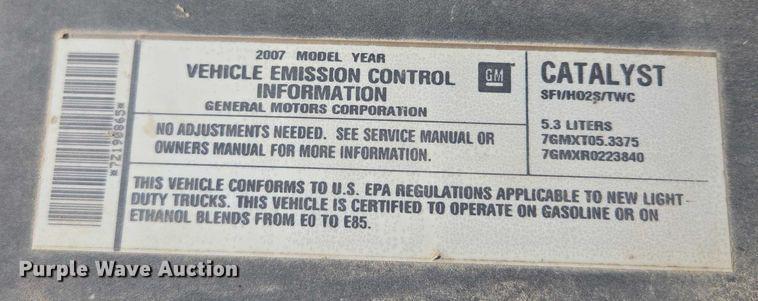 2007 MODEL YEAR
VEHICLE EMISSION CONTROL
INFORMATION
GENERAL MOTORS CORPORATION
GM
CATALYST
SFI/HO2S/TWC
5.3 LITERS
7GMXT05.3375
7GMXR0223840
NO ADJUSTMENTS NEEDED. SEE SERVICE MANUAL OR
OWNERS MANUAL FOR MORE INFORMATION.
THIS VEHICLE CONFORMS TO U.S. EPA REGULATIONS APPLICABLE TO NEW LIGHT-
DUTY TRUCKS. THIS VEHICLE IS CERTIFIED TO OPERATE ON GASOLINE OR ON
ETHANOL BLENDS FROM E0 TO E85.
*7Z190865*
Purple Wave Auction